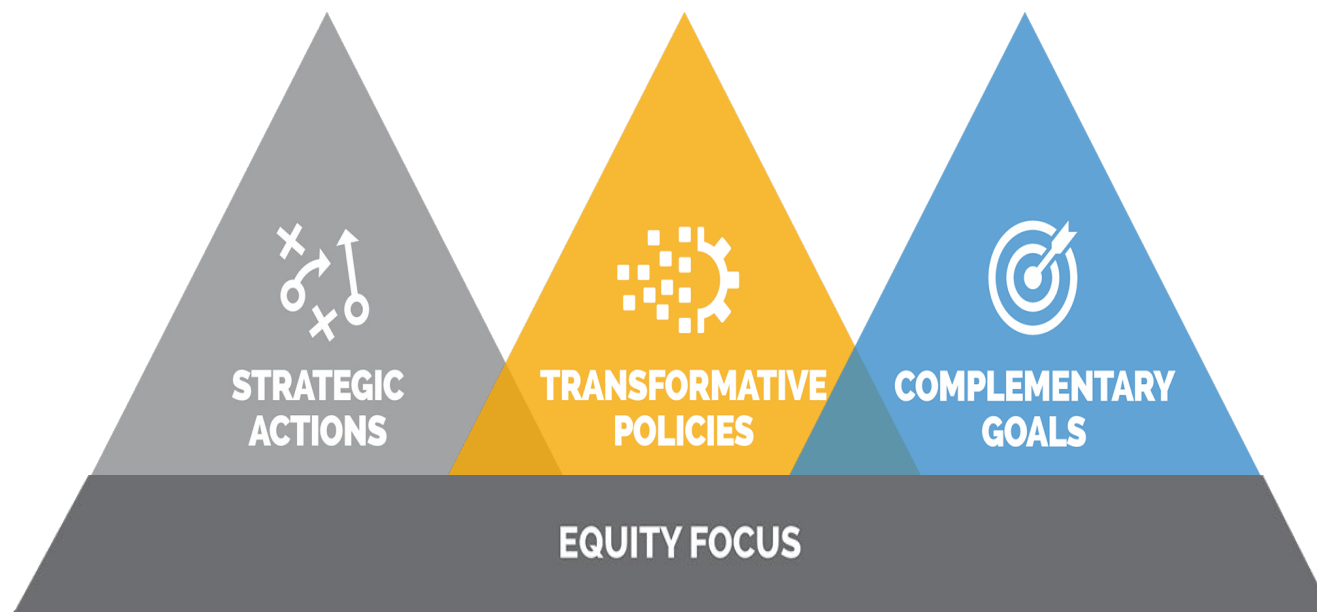 STRATEGIC
ACTIONS
TRANSFORMATIVE
POLICIES
COMPLEMENTARY
GOALS
EQUITY FOCUS